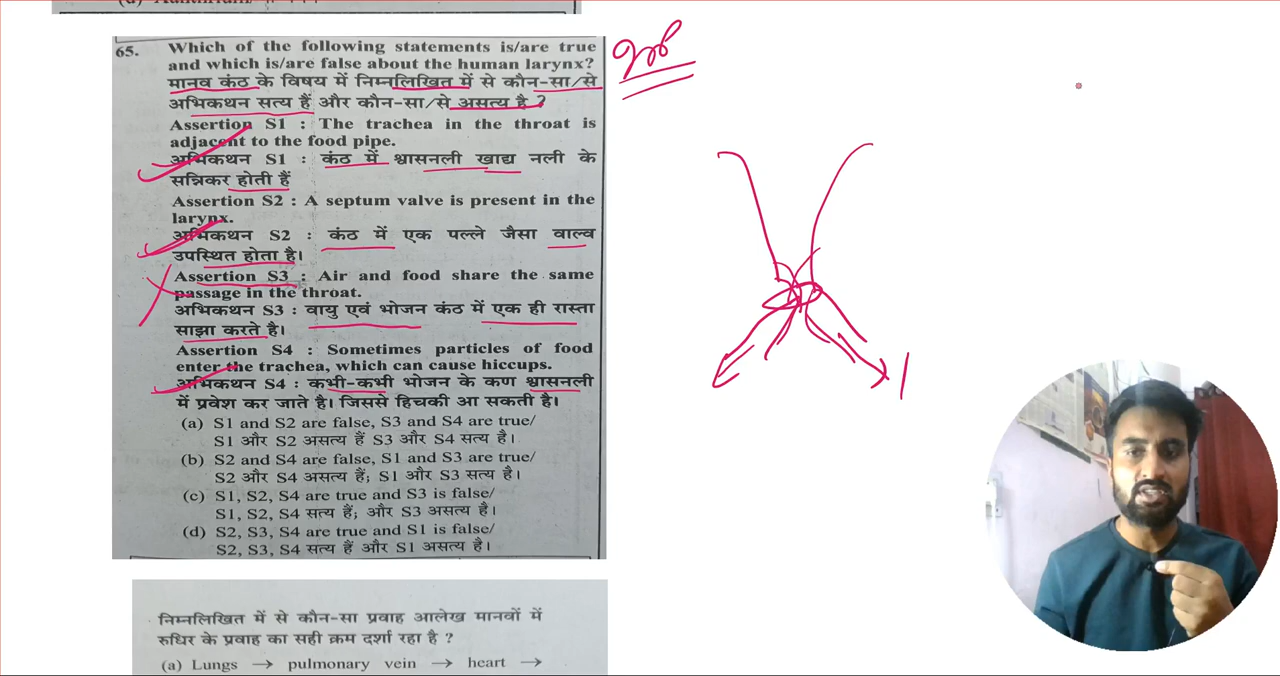 65. Which of the following statements is/are true
and which is/are false about the human larynx?
मानव कंठ के विषय में निम्नलिखित में से कौन-सा/से
अभिकथन सत्य हैं और कौन-सा/से असत्य है ?
Assertion S1 : The trachea in the throat is
adjacent to the food pipe.
अभिकथन S1 : कंठ में श्वासनली खाद्य नली के
सन्निकर होती हैं
Assertion S2 : A septum valve is present in the
larynx.
अभिकथन S2 : कंठ में एक पल्ले जैसा वाल्व
उपस्थित होता है।
Assertion S3 : Air and food share the same
passage in the throat.
अभिकथन S3 : वायु एवं भोजन कंठ में एक ही रास्ता
साझा करते है।
Assertion S4 : Sometimes particles of food
enter the trachea, which can cause hiccups.
अभिकथन S4 : कभी-कभी भोजन के कण श्वासनली
में प्रवेश कर जाते है। जिससे हिचकी आ सकती है।
(a) S1 and S2 are false, S3 and S4 are true/
S1 और S2 असत्य हैं S3 और S4 सत्य है।
(b) S2 and S4 are false, S1 and S3 are true/
S2 और S4 असत्य हैं; S1 और S3 सत्य है।
(c) S1, S2, S4 are true and S3 is false/
S1, S2, S4 सत्य हैं; और S3 असत्य है।
(d) S2, S3, S4 are true and S1 is false/
S2, S3, S4 सत्य हैं और S1 असत्य है।
निम्नलिखित में से कौन-सा प्रवाह आलेख मानवों में
रुधिर के प्रवाह का सही क्रम दर्शा रहा है ?
(a) Lungs → pulmonary vein → heart →